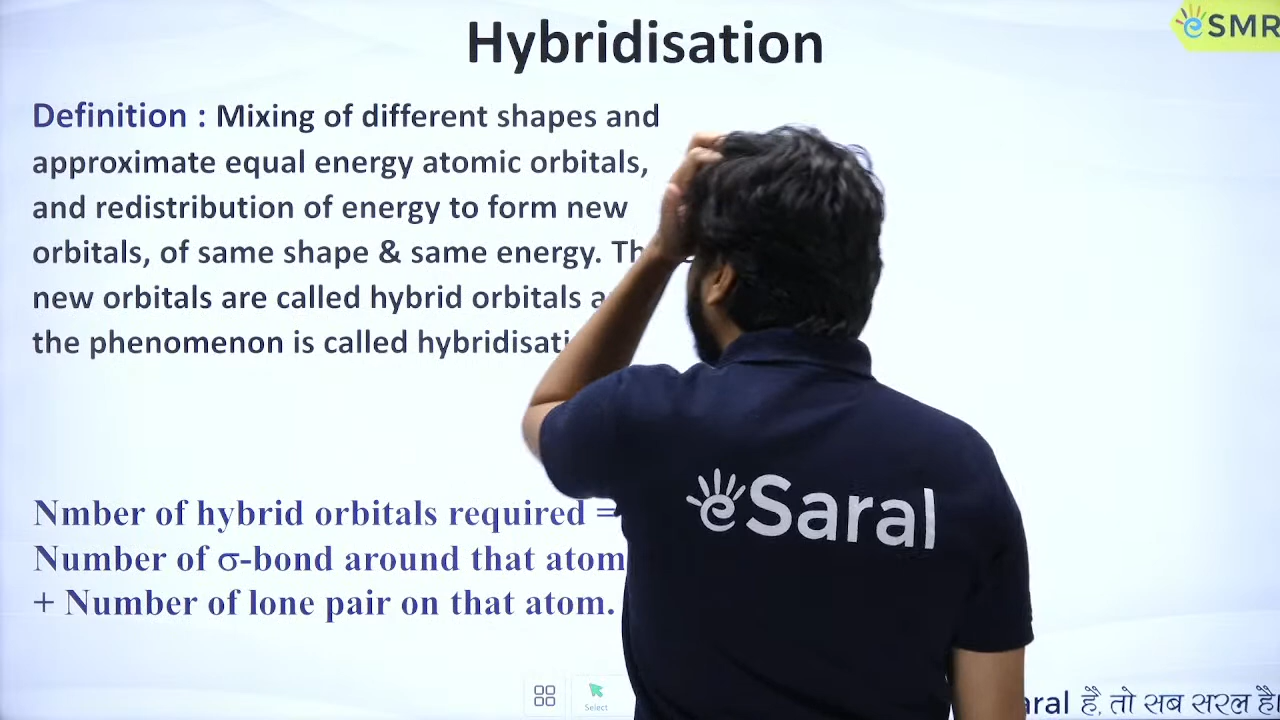 Hybridisation
eSMR
Definition : Mixing of different shapes and
approximate equal energy atomic orbitals,
and redistribution of energy to form new
orbitals, of same shape & same energy.
new orbitals are called hybrid orbitals
the phenomenon is called
Nmber of hybrid orbitals required =
Number of σ-bond around that atom
+ Number of lone pair on that atom.
eSaral
Select
है, तो सब सरल है।